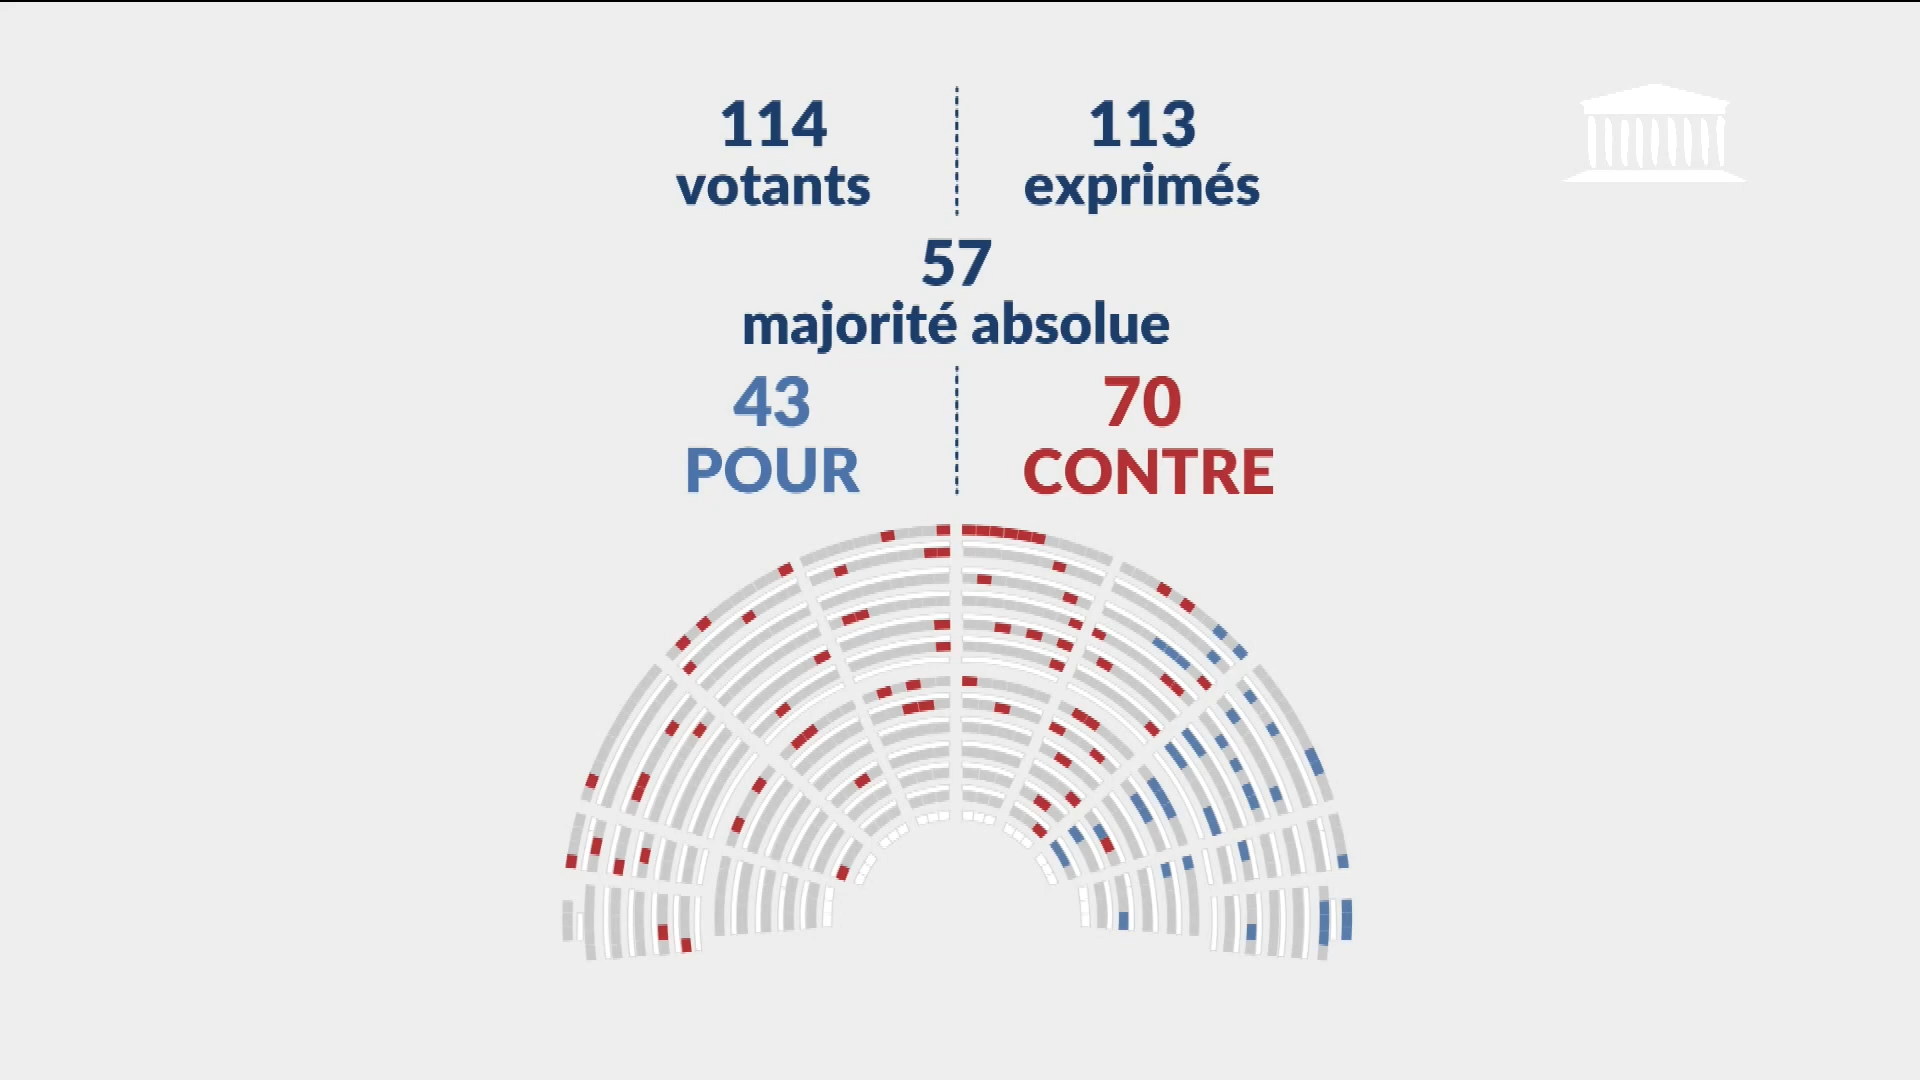 114
votants
113
exprimés
57
majorité absolue
43
POUR
70
CONTRE